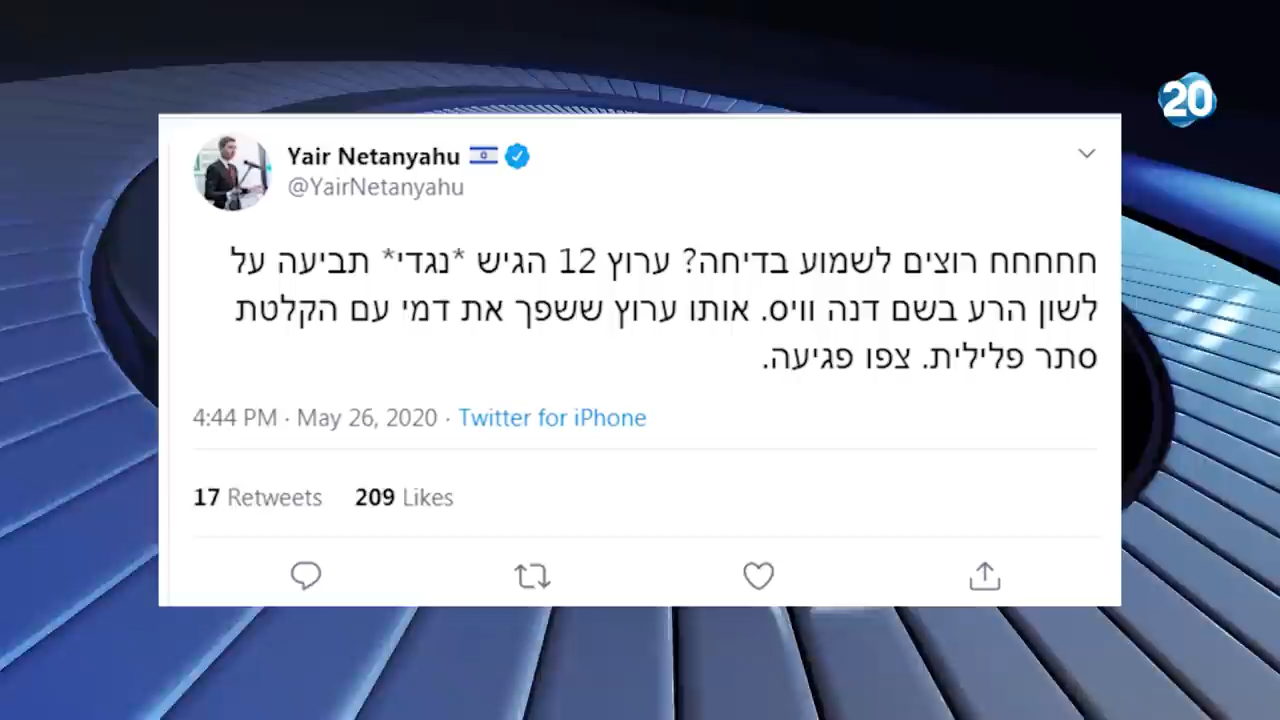 20
Yair Netanyahu
@YairNetanyahu
חחחחח רוצים לשמוע בדיחה? ערוץ 12 הגיש *נגדי* תביעה על
לשון הרע בשם דנה וויס. אותו ערוץ ששפך את דמי עם הקלטת
סתר פלילית. צפו פגיעה.
4:44 PM · May 26, 2020 · Twitter for iPhone
17 Retweets 209 Likes